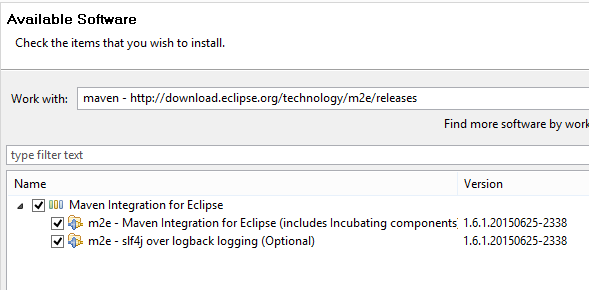 Available Software
Check the items that you wish to install.
Work with: maven - http://download.eclipse.org/technology/m2e/releases
Find more software by work
type filter text
Name Version
Maven Integration for Eclipse
m2e - Maven Integration for Eclipse (includes Incubating components) 1.6.1.20150625-2338
m2e - slf4j over logback logging (Optional) 1.6.1.20150625-2338